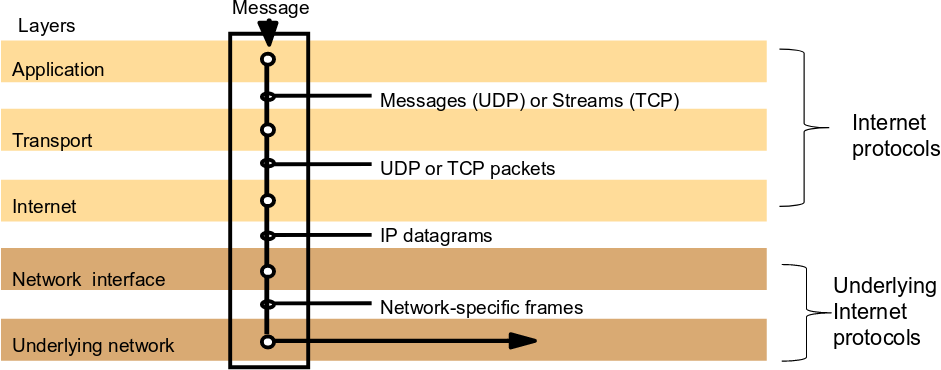 Message
Layers
Application
Messages (UDP) or Streams (TCP)
Transport
UDP or TCP packets
Internet
IP datagrams
Network interface
Network-specific frames
Underlying network
Internet
protocols
Underlying
Internet
protocols